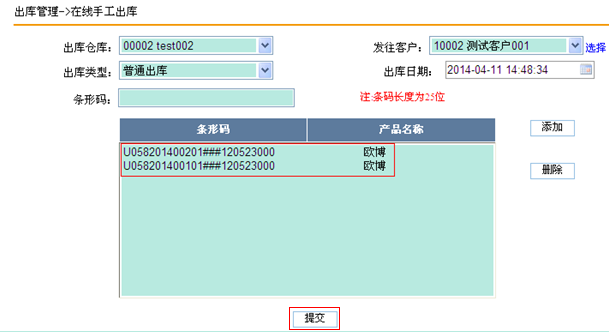 出库管理->在线手工出库
出库仓库： 00002 test002 发往客户： 10002 测试客户001 选择
出库类型： 普通出库 出库日期： 2014-04-11 14:48:34
条形码： 注:条码长度为25位
条形码 产品名称 添加
U058201400201###120523000 欧博
U058201400101###120523000 欧博
删除
提交